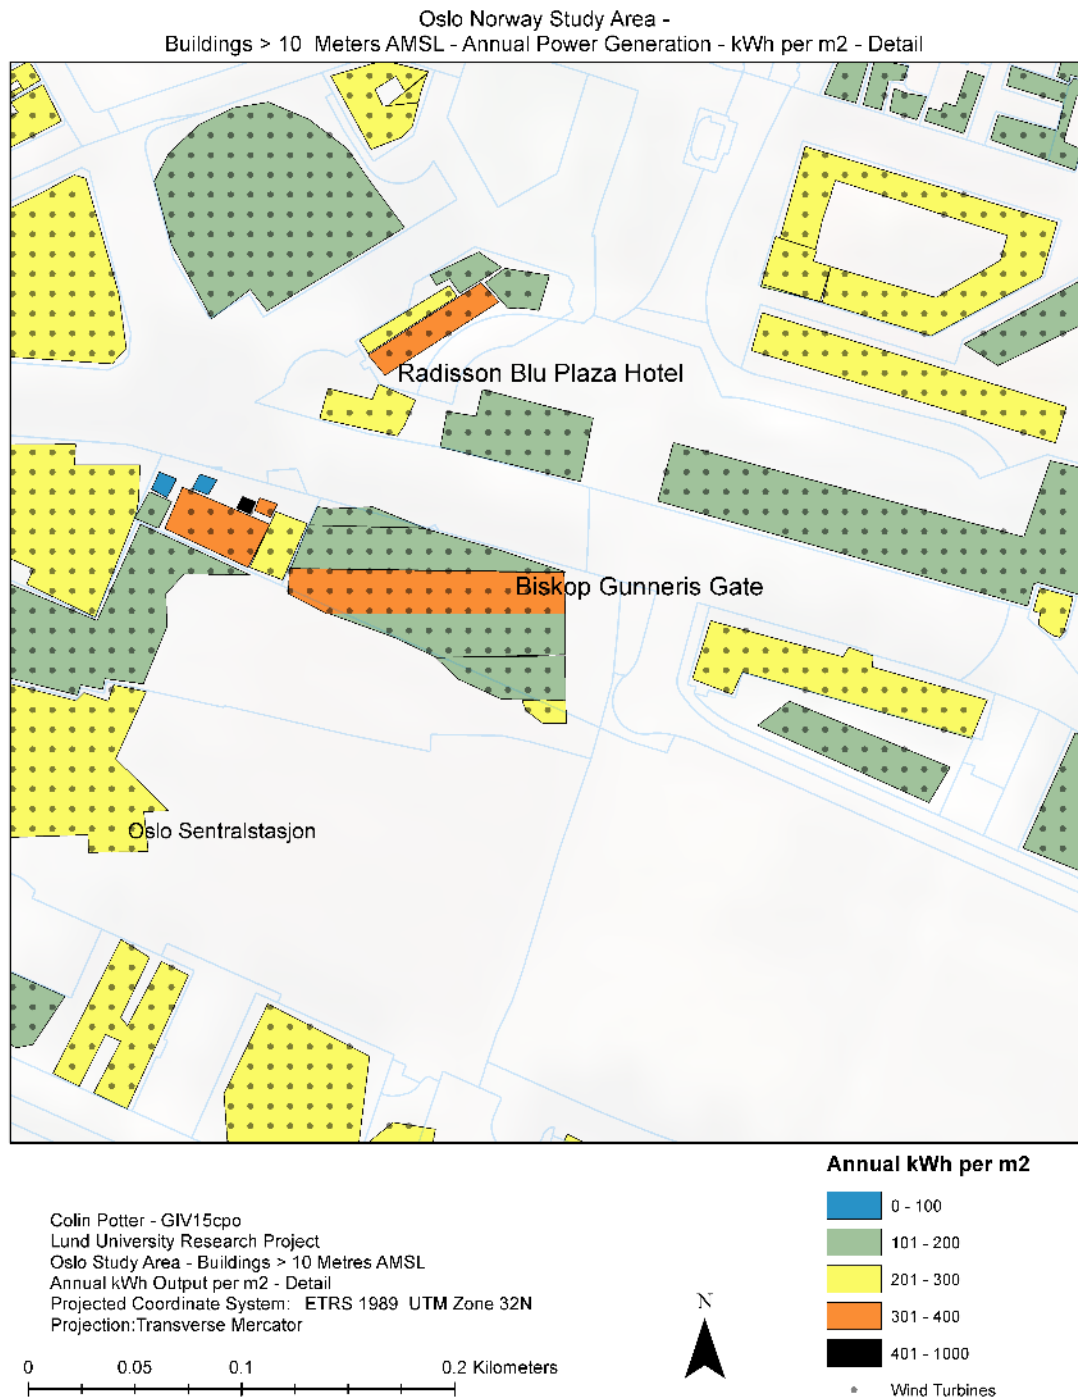 Oslo Norway Study Area -
Buildings > 10 Meters AMSL - Annual Power Generation - kWh per m2 - Detail
Radisson Blu Plaza Hotel
Biskop Gunneris Gate
Oslo Sentralstasjon
Annual kWh per m2
0 - 100
101 - 200
201 - 300
301 - 400
401 - 1000
Wind Turbines
Colin Potter - GIV15cpo
Lund University Research Project
Oslo Study Area - Buildings > 10 Metres AMSL
Annual kWh Output per m2 - Detail
Projected Coordinate System: ETRS 1989 UTM Zone 32N
Projection:Transverse Mercator
N
0 0.05 0.1 0.2 Kilometers